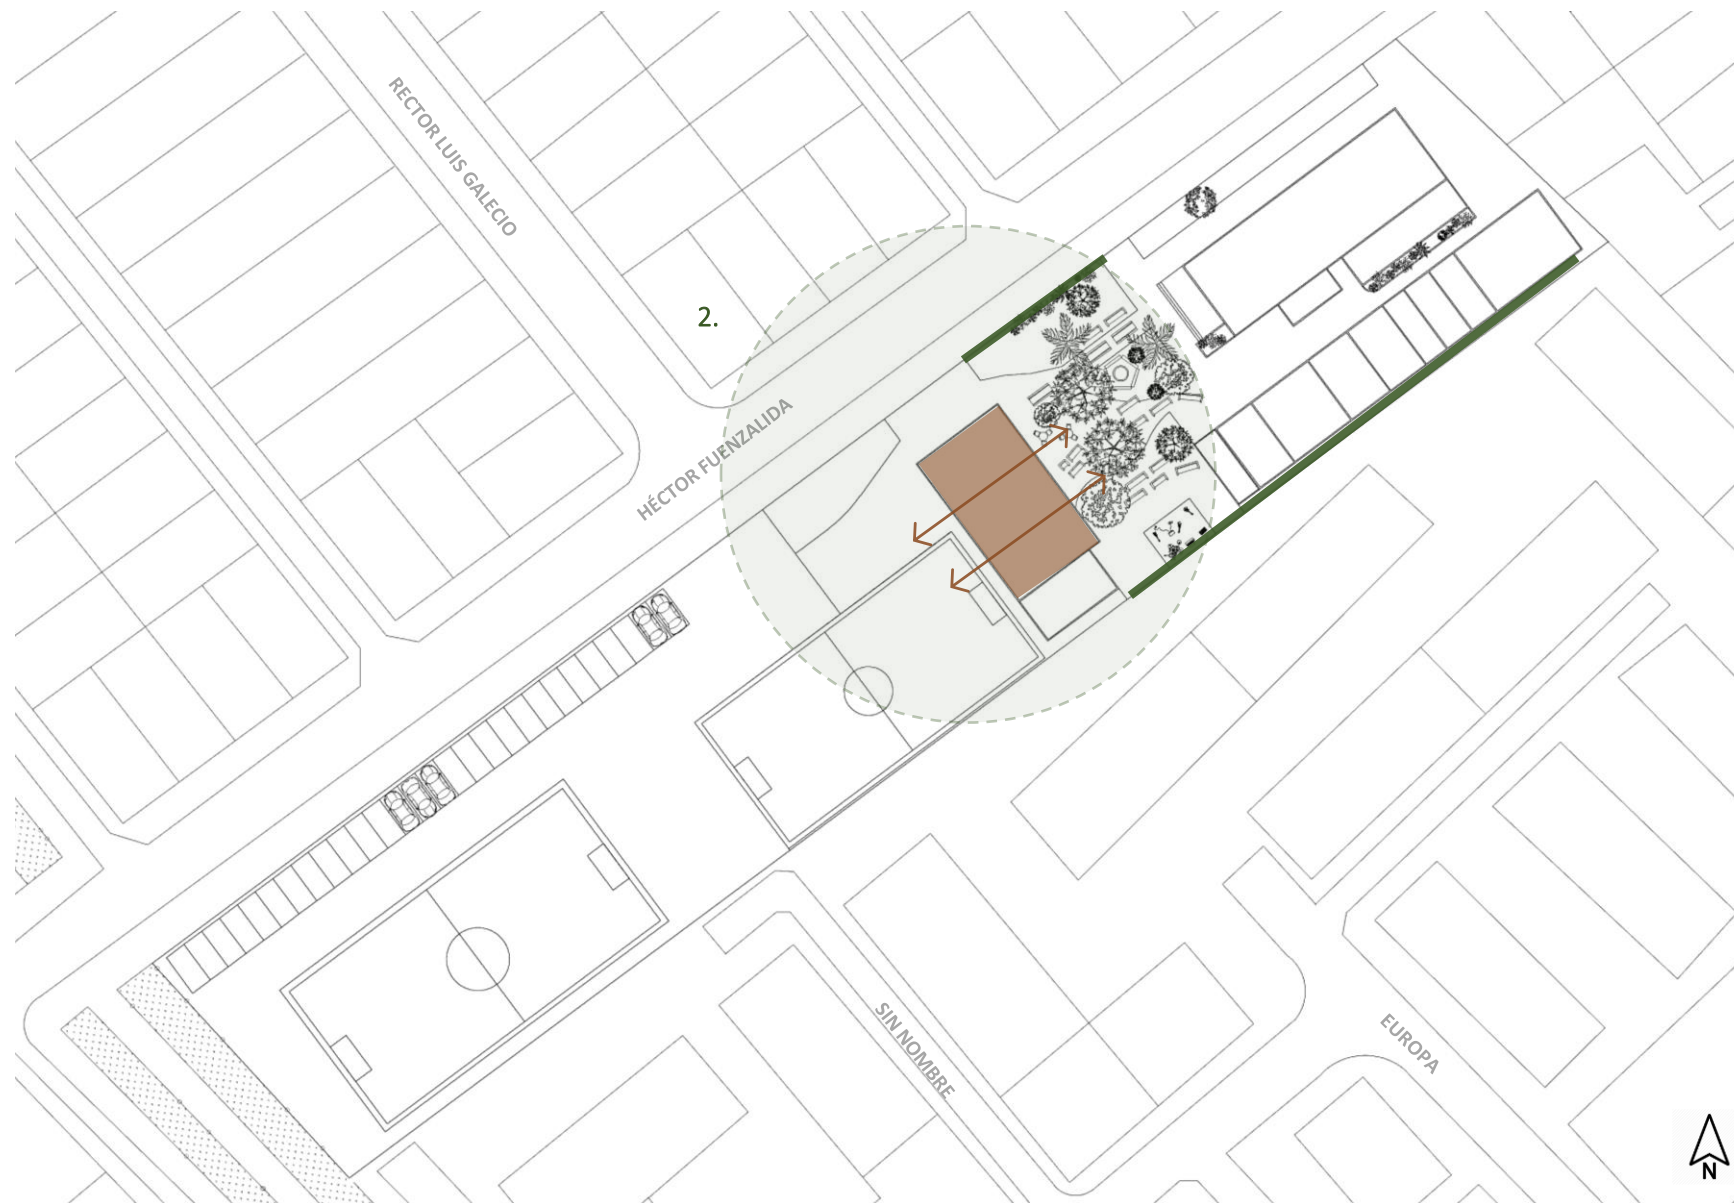 RECTOR LUIS GALECIO
2.
HÉCTOR FUENZALIDA
SIN NOMBRE
EUROPA
N